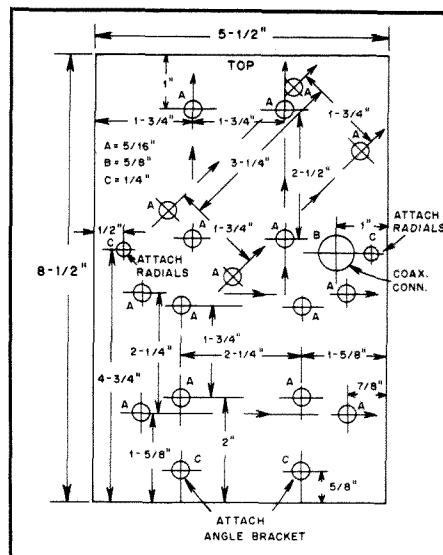 5-1/2"
TOP
1"
A
A
A
1-3/4"
1-3/4"
1-3/4"
A = 5/16"
B = 5/8"
C = 1/4"
3-1/4"
2-1/2"
A
A
1/2"
A
1-3/4"
A
B
1"
ATTACH
RADIALS
C
C
8-1/2"
ATTACH
RADIALS
A
COAX.
CONN.
A
A
A
A
1-3/4"
2-1/4"
2-1/4"
1-5/8"
4-3/4"
7/8"
A
A
A
A
1-5/8"
2"
C
C
5/8"
ATTACH
ANGLE BRACKET